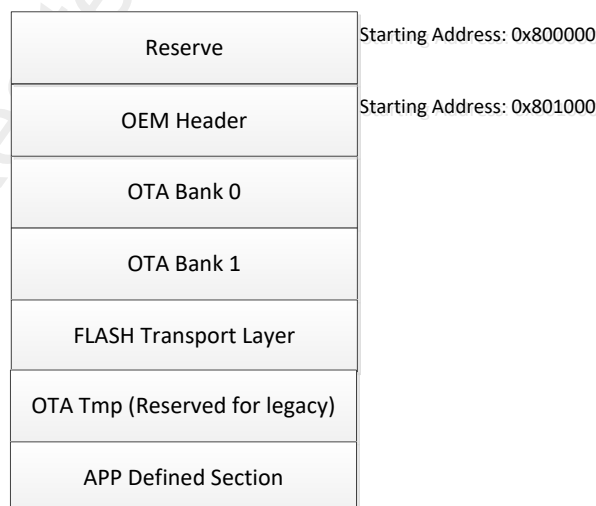 Reserve
Starting Address: 0x800000
OEM Header
Starting Address: 0x801000
OTA Bank 0
OTA Bank 1
FLASH Transport Layer
OTA Tmp (Reserved for legacy)
APP Defined Section